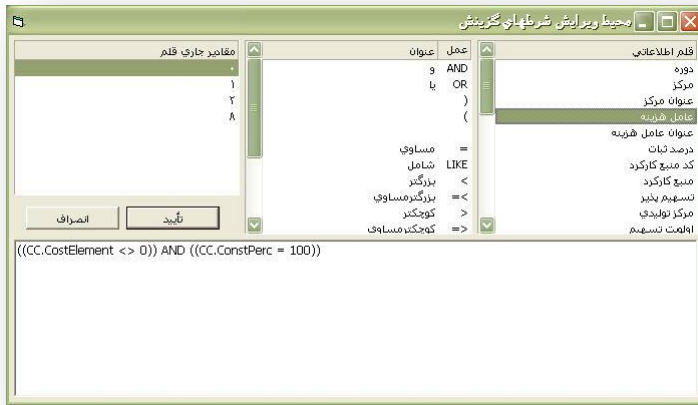 محيط ويرايش شرطهاي گزينش
قلم اطلاعاتي
دوره
مركز
عنوان مركز
عامل هزينه
عنوان عامل هزينه
درصد ثبات
كد منبع كاركرد
منبع كاركرد
تسهيم پذير
مركز توليدي
اولويت تسهيم
عمل عنوان
AND و
OR يا
(
)
= مساوي
LIKE شامل
> بزرگتر
>= بزرگترمساوي
< كوچكتر
<= كوچكترمساوي
مقادير جاري قلم
۰
۱
۲
۸
تأييد
انصراف
((CC.CostElement <> 0)) AND ((CC.ConstPerc = 100))